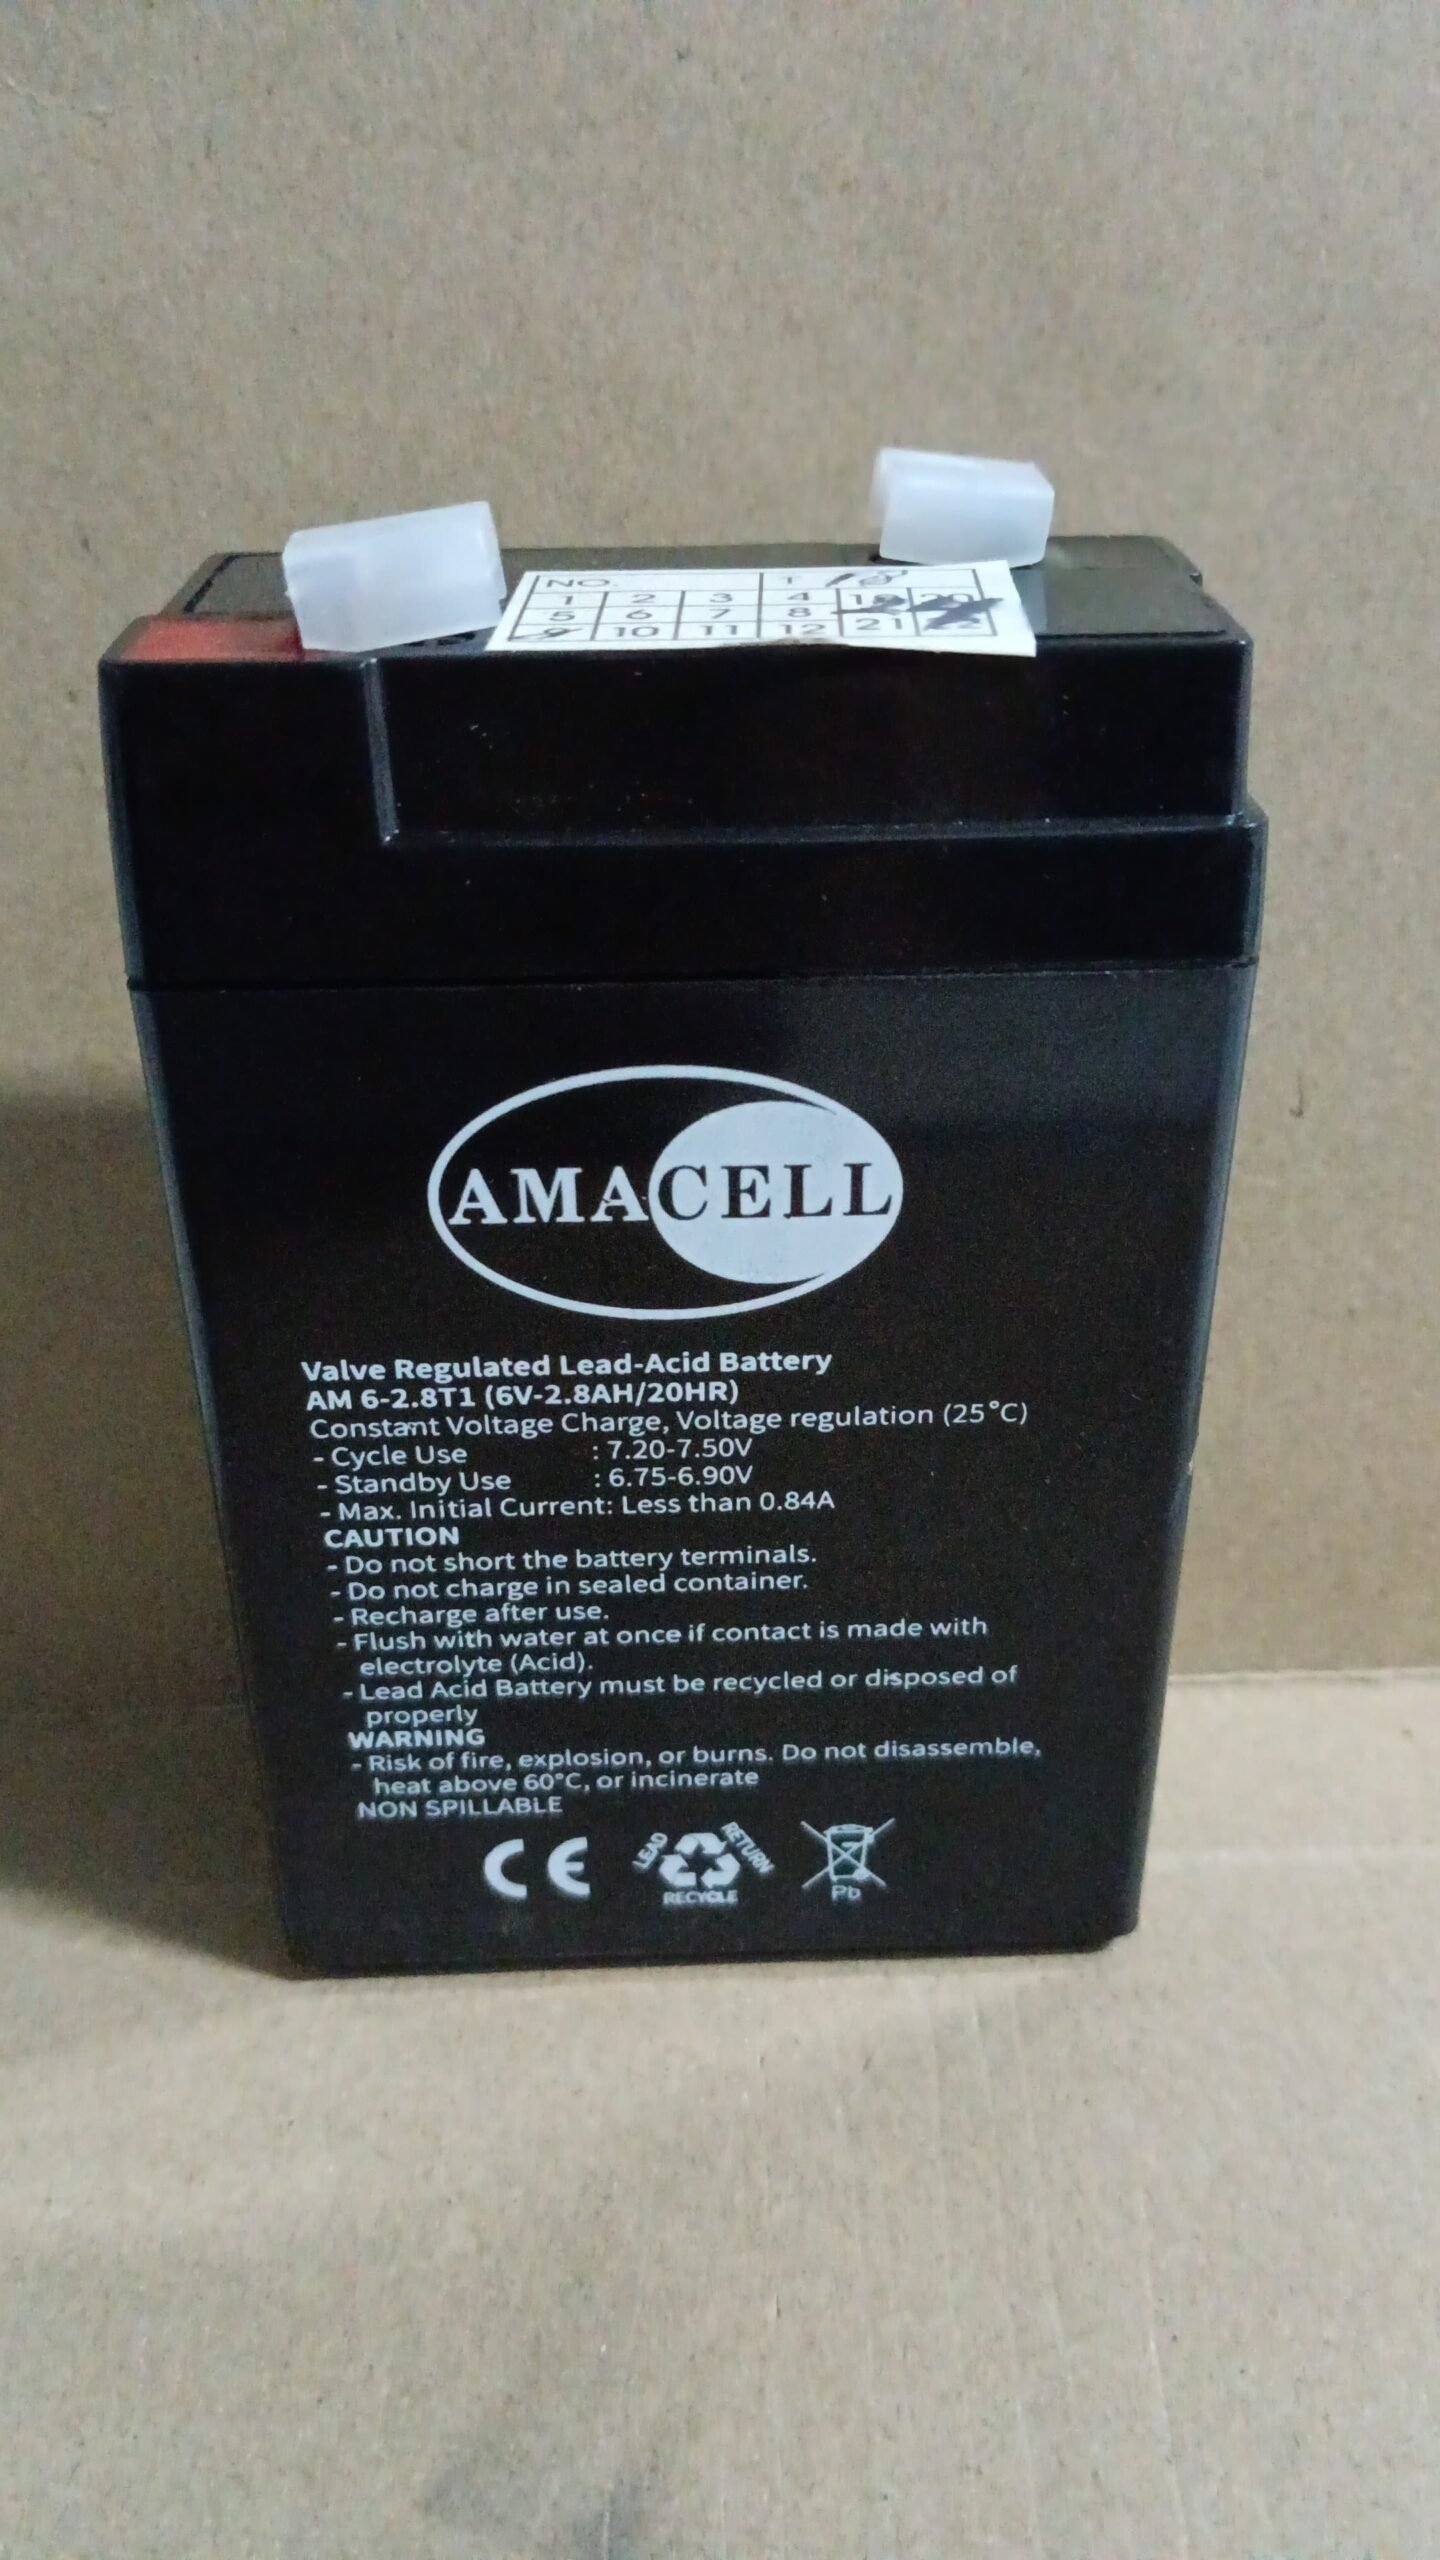 NO. T
1 2 3 4 19 20
5 6 7 8
9 10 11 12 21 22
AMACELL
Valve Regulated Lead-Acid Battery
AM 6-2.8T1 (6V-2.8AH/20HR)
Constant Voltage Charge, Voltage regulation (25°C)
- Cycle Use : 7.20-7.50V
- Standby Use : 6.75-6.90V
- Max. Initial Current: Less than 0.84A
CAUTION
- Do not short the battery terminals.
- Do not charge in sealed container.
- Recharge after use.
- Flush with water at once if contact is made with
electrolyte (Acid).
- Lead Acid Battery must be recycled or disposed of
properly
WARNING
- Risk of fire, explosion, or burns. Do not disassemble,
heat above 60°C, or incinerate
NON SPILLABLE
CE
LEAD RETURN
RECYCLE
Pb